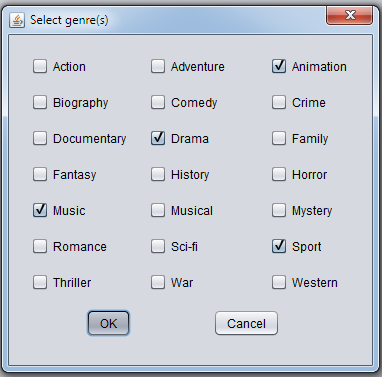 Select genre(s)
Action Adventure Animation
Biography Comedy Crime
Documentary Drama Family
Fantasy History Horror
Music Musical Mystery
Romance Sci-fi Sport
Thriller War Western
OK Cancel